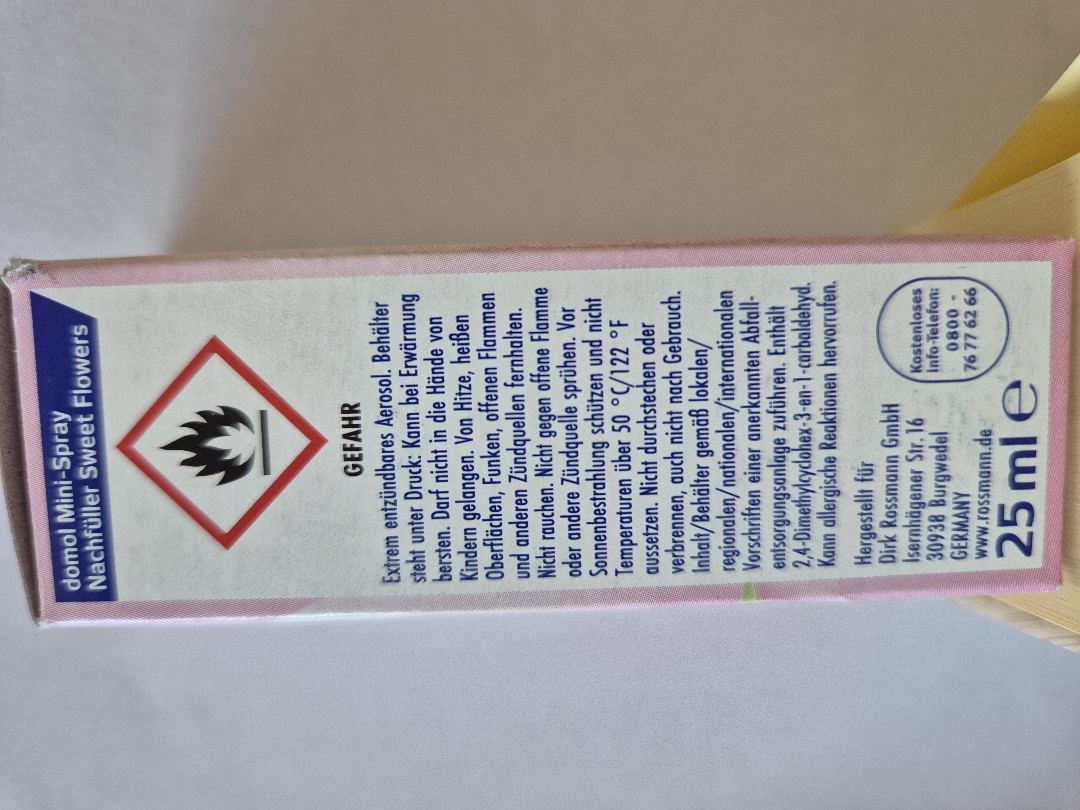 domol Mini-Spray
Nachfüller Sweet Flowers
GEFAHR
Extrem entzündbares Aerosol. Behälter
steht unter Druck: Kann bei Erwärmung
bersten. Darf nicht in die Hände von
Kindern gelangen. Von Hitze, heißen
Oberflächen, Funken, offenen Flammen
und anderen Zündquellen fernhalten.
Nicht rauchen. Nicht gegen offene Flamme
oder andere Zündquelle sprühen. Vor
Sonnenbestrahlung schützen und nicht
Temperaturen über 50 °C/122 °F
aussetzen. Nicht durchstechen oder
verbrennen, auch nicht nach Gebrauch.
Inhalt/Behälter gemäß lokalen/
regionalen/nationalen/internationalen
Vorschriften einer anerkannten Abfall-
entsorgungsanlage zuführen. Enthält
2,4-Dimethylcyclohex-3-en-1-carbaldehyd.
Kann allergische Reaktionen hervorrufen.
Hergestellt für
Dirk Rossmann GmbH
Isernhägener Str. 16
30938 Burgwedel
GERMANY
www.rossmann.de
Kostenloses
Info-Telefon:
0800 -
76 77 62 66
25 ml ℮